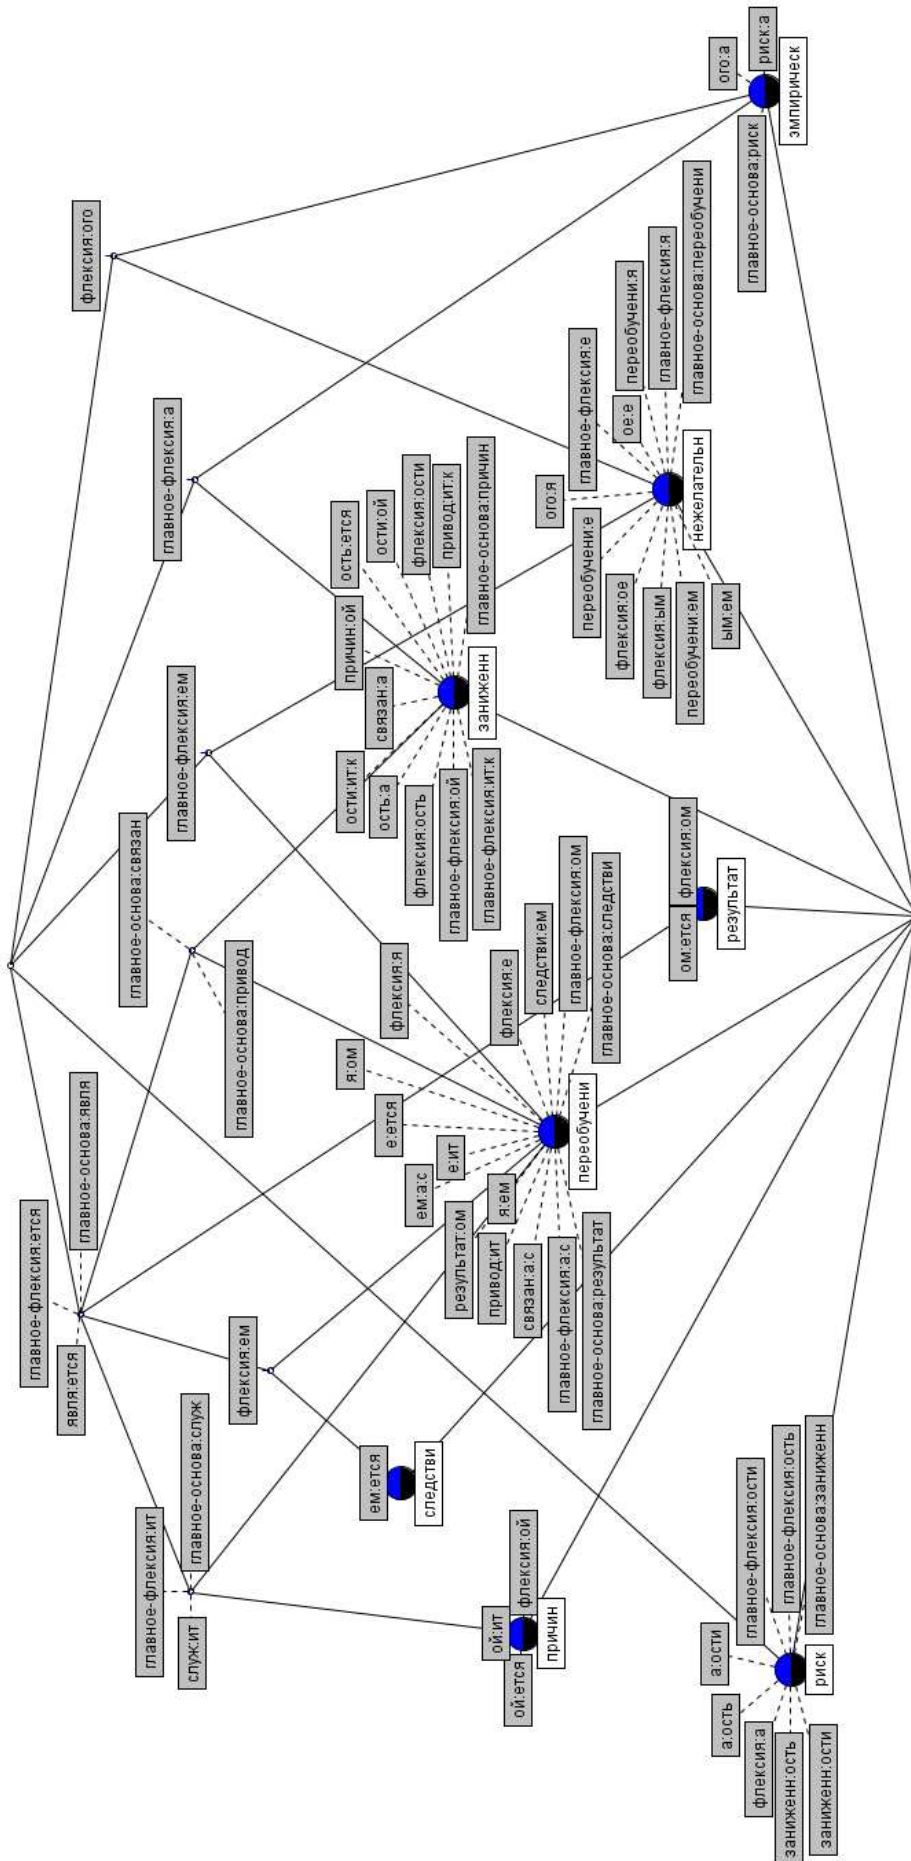 флексия:ого
ого:а
риск:а
главное-основа:риск
эмпирическ
главное-флексия:а
ого:я
главное-флексия:е
ое:е
переобучени:я
главное-флексия:я
главное-основа:переобучени
переобучени:е
флексия:ое
флексия:ым
переобучени:ем
ым:ем
нежелательн
главное-флексия:ем
причин:ой
связан:а
ость:ется
ости:ой
флексия:ости
привод:ит:к
главное-основа:причин
ости:ит:к
ость:а
флексия:ость
главное-флексия:ой
главное-флексия:ит:к
заниженн
главное-основа:связан
главное-основа:привод
ом:ется
флексия:ом
результат
главное-флексия:ется
явля:ется
главное-основа:явля
флексия:ем
я:ом
флексия:я
е:ется
ем:а:с
е:ит
флексия:е
следстви:ем
главное-флексия:ом
главное-основа:следстви
результат:ом
привод:ит
я:ем
связан:а:с
главное-флексия:а:с
главное-основа:результат
переобучени
ем:ется
следстви
главное-флексия:ит
служ:ит
главное-основа:служ
ой:ит
ой:ется
флексия:ой
причин
а:ость
а:ости
флексия:а
заниженн:ость
заниженн:ости
главное-флексия:ости
главное-флексия:ость
главное-основа:заниженн
риск